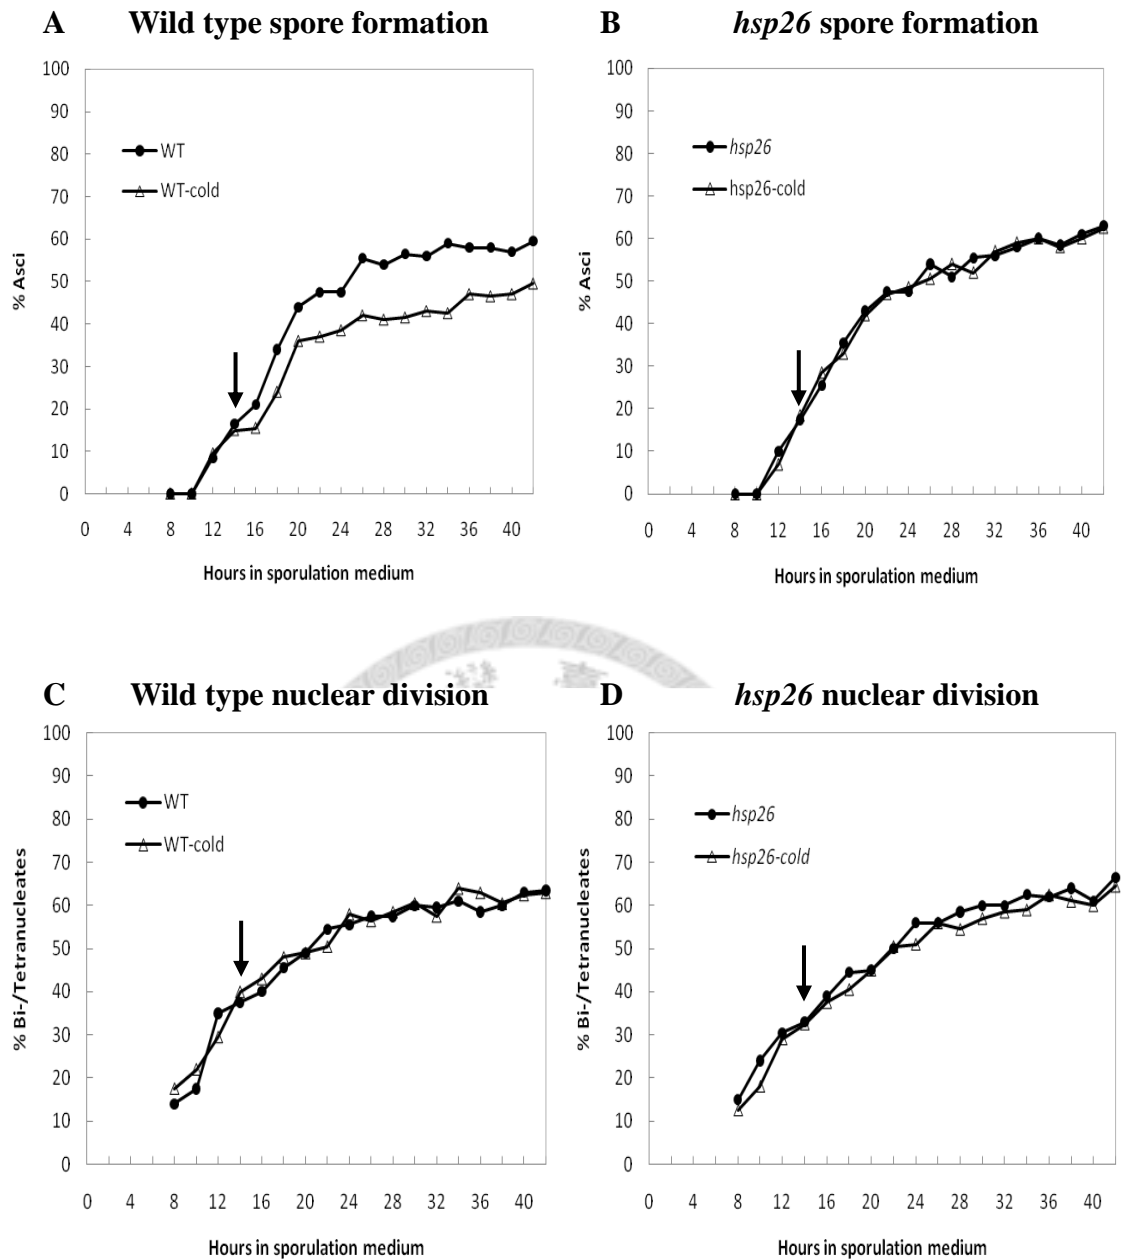 A Wild type spore formation
100
90
80
70
60
50
40
30
20
10
0
% Asci
WT
WT-cold
0 4 8 12 16 20 24 28 32 36 40
Hours in sporulation medium
B hsp26 spore formation
100
90
80
70
60
50
40
30
20
10
0
% Asci
hsp26
hsp26-cold
0 4 8 12 16 20 24 28 32 36 40
Hours in sporulation medium
C Wild type nuclear division
100
90
80
70
60
50
40
30
20
10
0
% Bi-/Tetranucleates
WT
WT-cold
0 4 8 12 16 20 24 28 32 36 40
Hours in sporulation medium
D hsp26 nuclear division
100
90
80
70
60
50
40
30
20
10
0
% Bi-/Tetranucleates
hsp26
hsp26-cold
0 4 8 12 16 20 24 28 32 36 40
Hours in sporulation medium